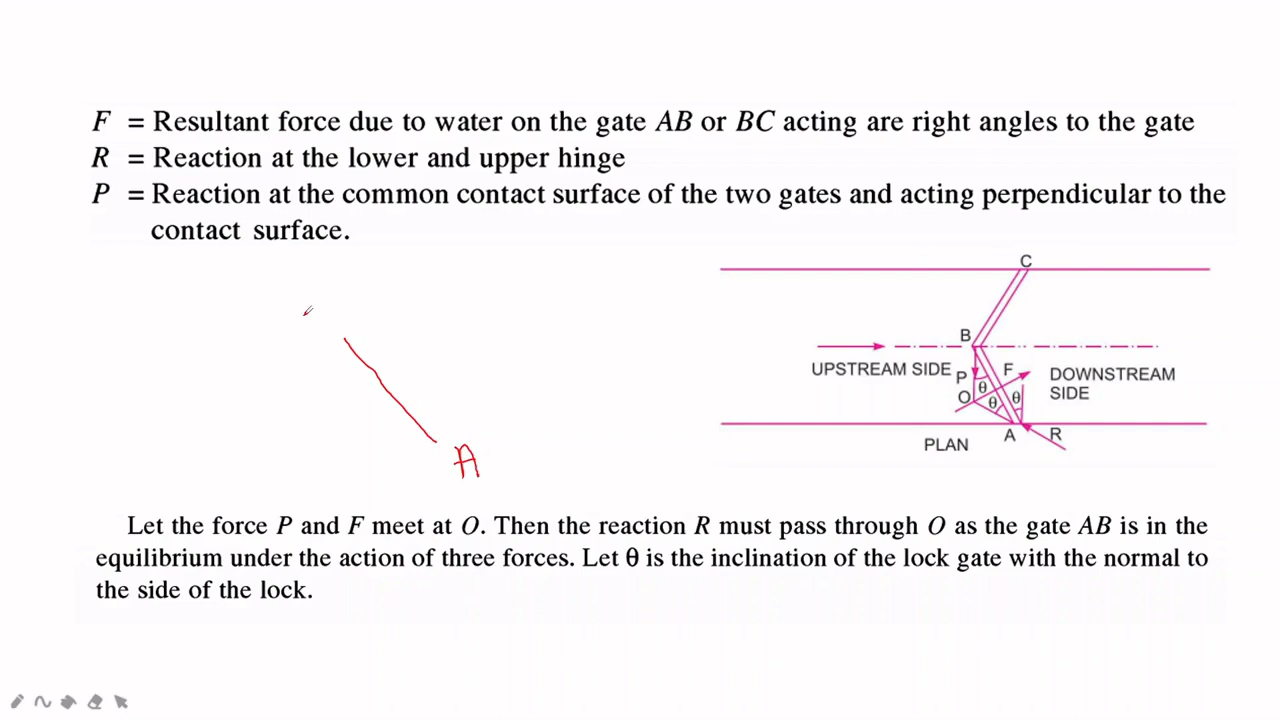 F = Resultant force due to water on the gate AB or BC acting are right angles to the gate
R = Reaction at the lower and upper hinge
P = Reaction at the common contact surface of the two gates and acting perpendicular to the
contact surface.
C
B
UPSTREAM SIDE
P
θ
F
DOWNSTREAM
SIDE
O
θ
θ
A
R
PLAN
A
Let the force P and F meet at O. Then the reaction R must pass through O as the gate AB is in the
equilibrium under the action of three forces. Let θ is the inclination of the lock gate with the normal to
the side of the lock.